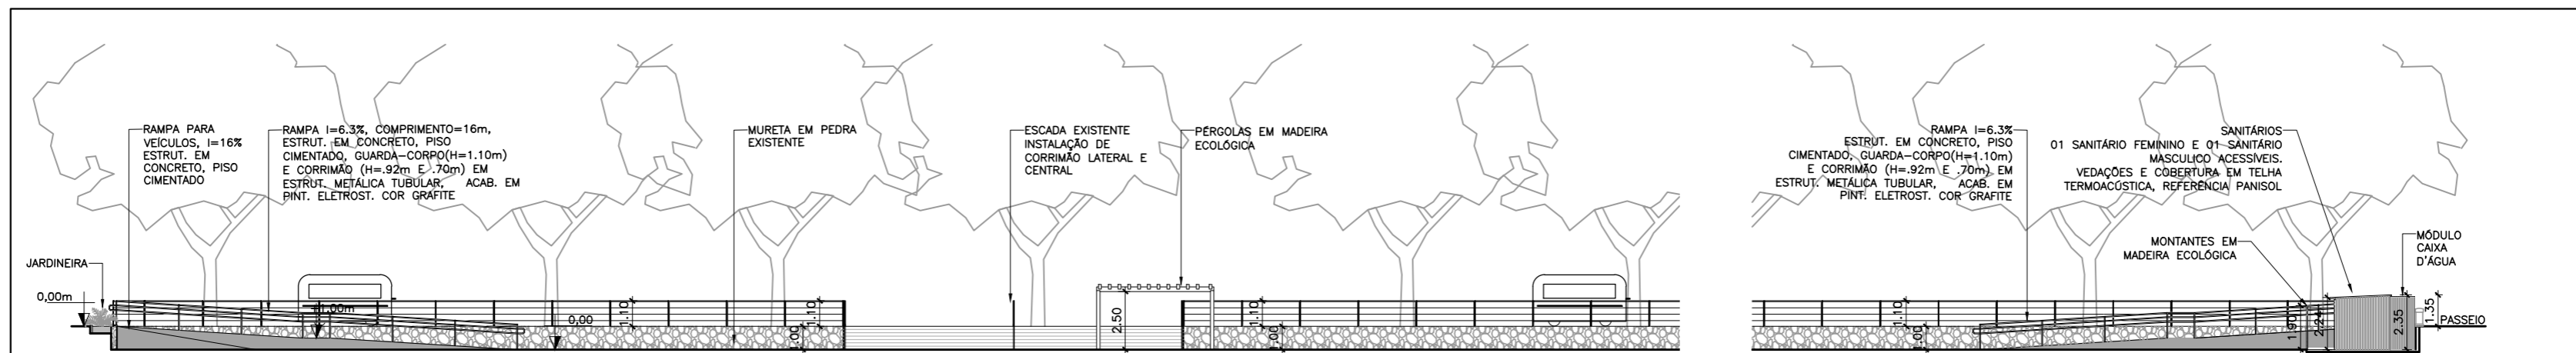 RAMPA PARA
VEÍCULOS, I=16%
ESTRUT. EM
CONCRETO, PISO
CIMENTADO
RAMPA I=6.3%, COMPRIMENTO=16m,
ESTRUT. EM CONCRETO, PISO
CIMENTADO, GUARDA-CORPO(H=1.10m)
E CORRIMÃO (H=.92m E .70m) EM
ESTRUT. METÁLICA TUBULAR, ACAB. EM
PINT. ELETROST. COR GRAFITE
MURETA EM PEDRA
EXISTENTE
ESCADA EXISTENTE
INSTALAÇÃO DE
CORRIMÃO LATERAL E
CENTRAL
PÉRGOLAS EM MADEIRA
ECOLÓGICA
RAMPA I=6.3%
ESTRUT. EM CONCRETO, PISO
CIMENTADO, GUARDA-CORPO(H=1.10m)
E CORRIMÃO (H=.92m E .70m) EM
ESTRUT. METÁLICA TUBULAR, ACAB. EM
PINT. ELETROST. COR GRAFITE
SANITÁRIOS
01 SANITÁRIO FEMININO E 01 SANITÁRIO
MASCULICO ACESSÍVEIS.
VEDAÇÕES E COBERTURA EM TELHA
TERMOACÚSTICA, REFERÊNCIA PANISOL
MONTANTES EM
MADEIRA ECOLÓGICA
MÓDULO
CAIXA
D'ÁGUA
JARDINEIRA
0,00m
1.00m
0,00
1.10
1.00
1.10
2.50
1.10
1.00
1.10
1.00
1.90
2.35
1.35
PASSEIO